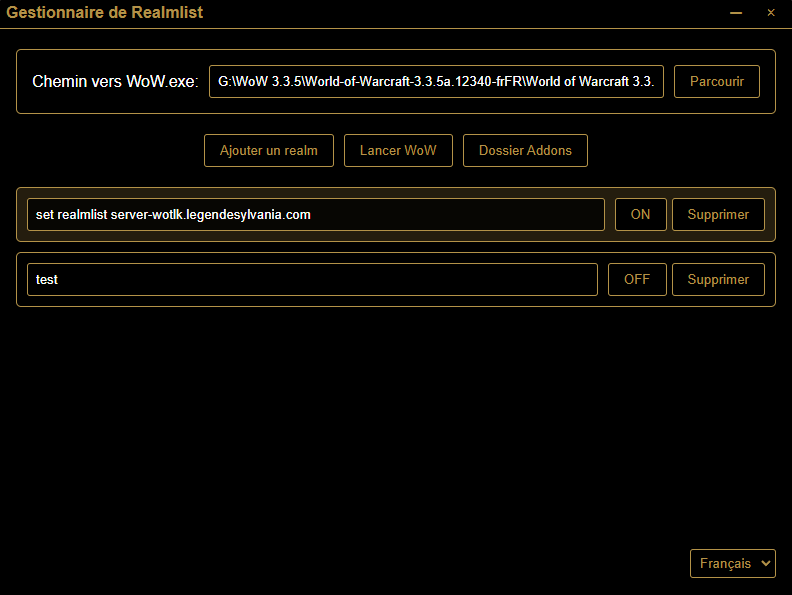 Gestionnaire de Realmlist
Chemin vers WoW.exe: G:\WoW 3.3.5\World-of-Warcraft-3.3.5a.12340-frFR\World of Warcraft 3.3. Parcourir
Ajouter un realm Lancer WoW Dossier Addons
set realmlist server-wotlk.legendesylvania.com ON Supprimer
test OFF Supprimer
Français